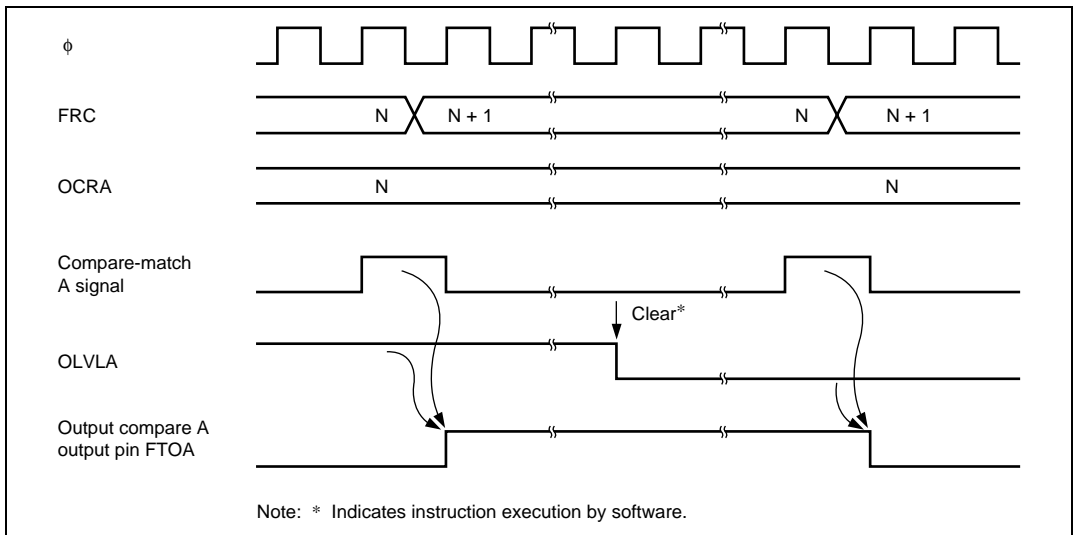 ϕ
FRC
N
N + 1
N
N + 1
OCRA
N
N
Compare-match
A signal
Clear*
OLVLA
Output compare A
output pin FTOA
Note: * Indicates instruction execution by software.